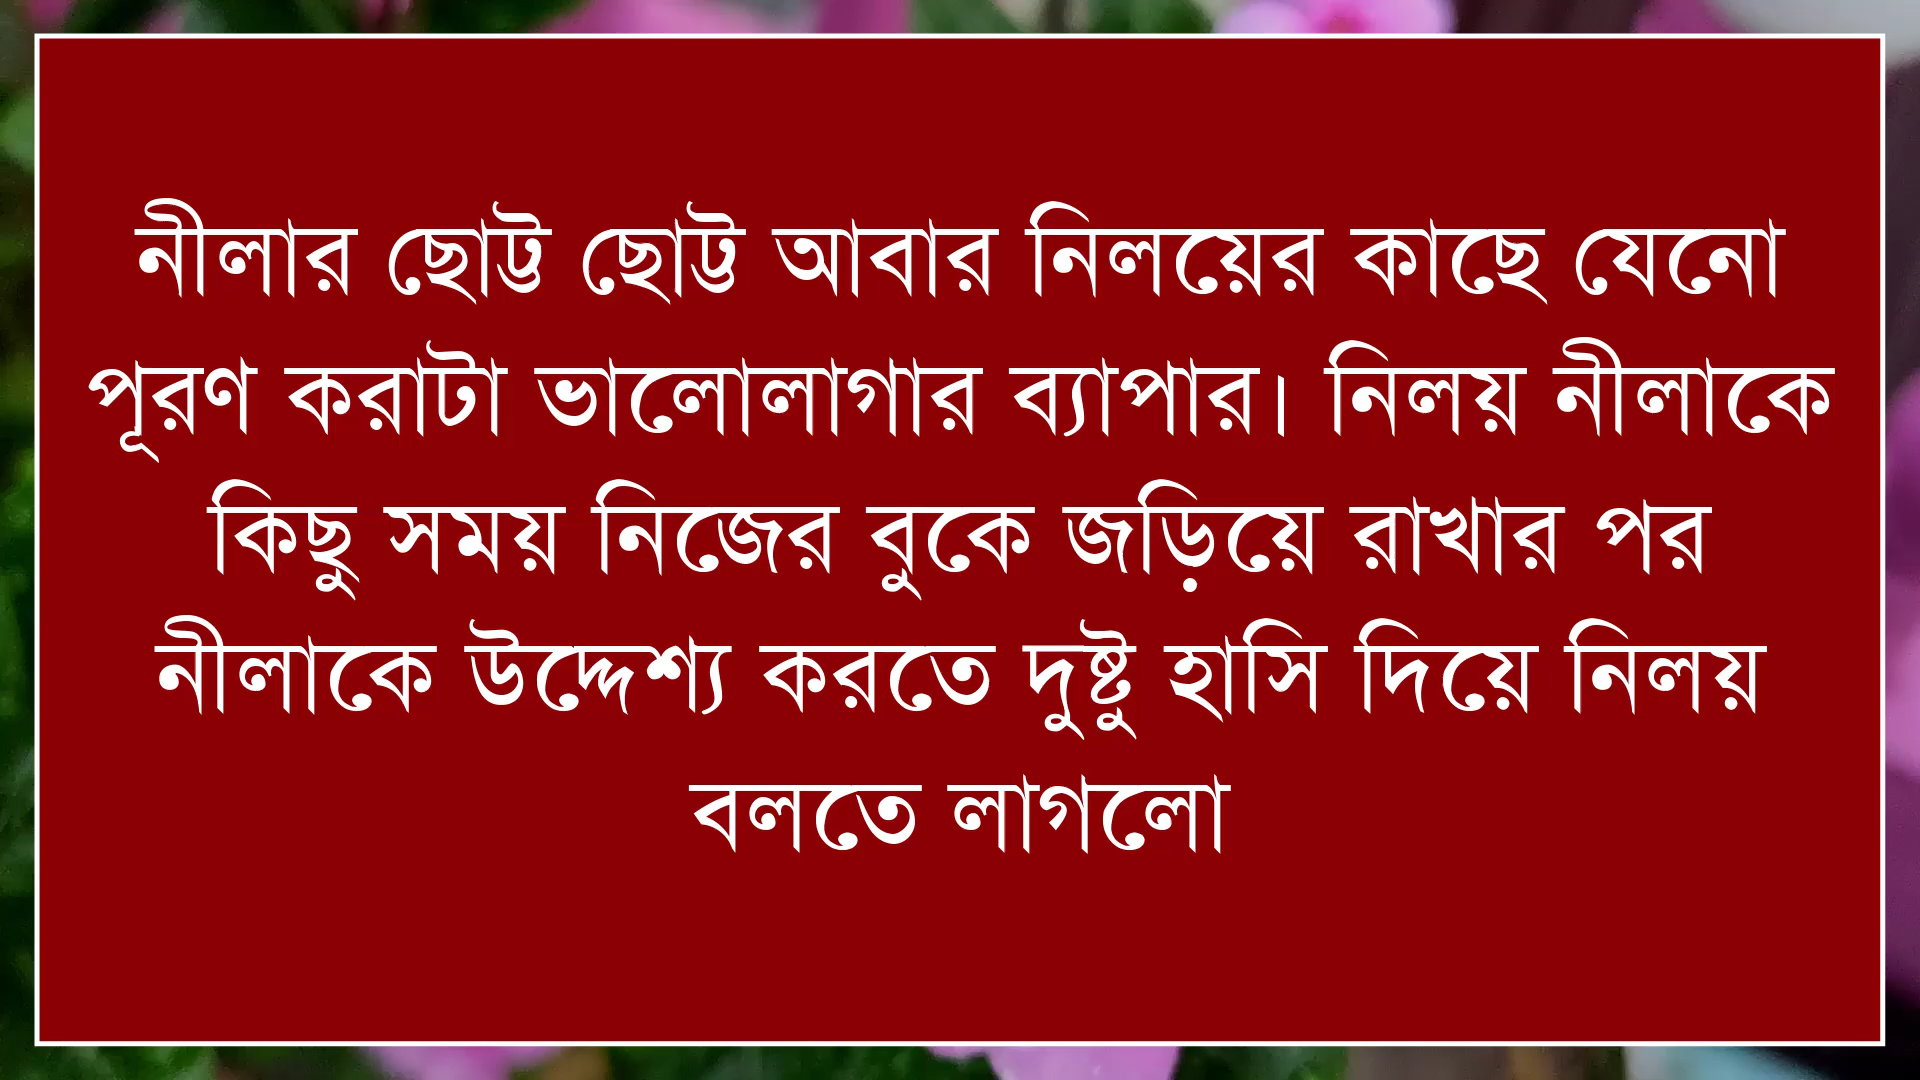 নীলার ছোট্ট ছোট্ট আবার নিলয়ের কাছে যেনো
পূরণ করাটা ভালোলাগার ব্যাপার। নিলয় নীলাকে
কিছু সময় নিজের বুকে জড়িয়ে রাখার পর
নীলাকে উদ্দেশ্য করতে দুষ্টু হাসি দিয়ে নিলয়
বলতে লাগলো